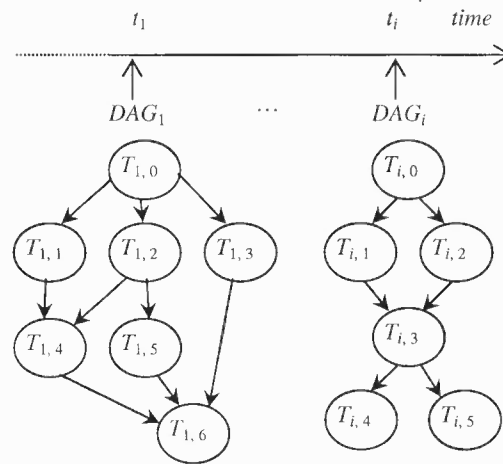 t1 ti time
DAG1 ... DAGi
T1,0 Ti,0
T1,1 T1,2 T1,3 Ti,1 Ti,2
T1,4 T1,5 Ti,3
T1,6 Ti,4 Ti,5